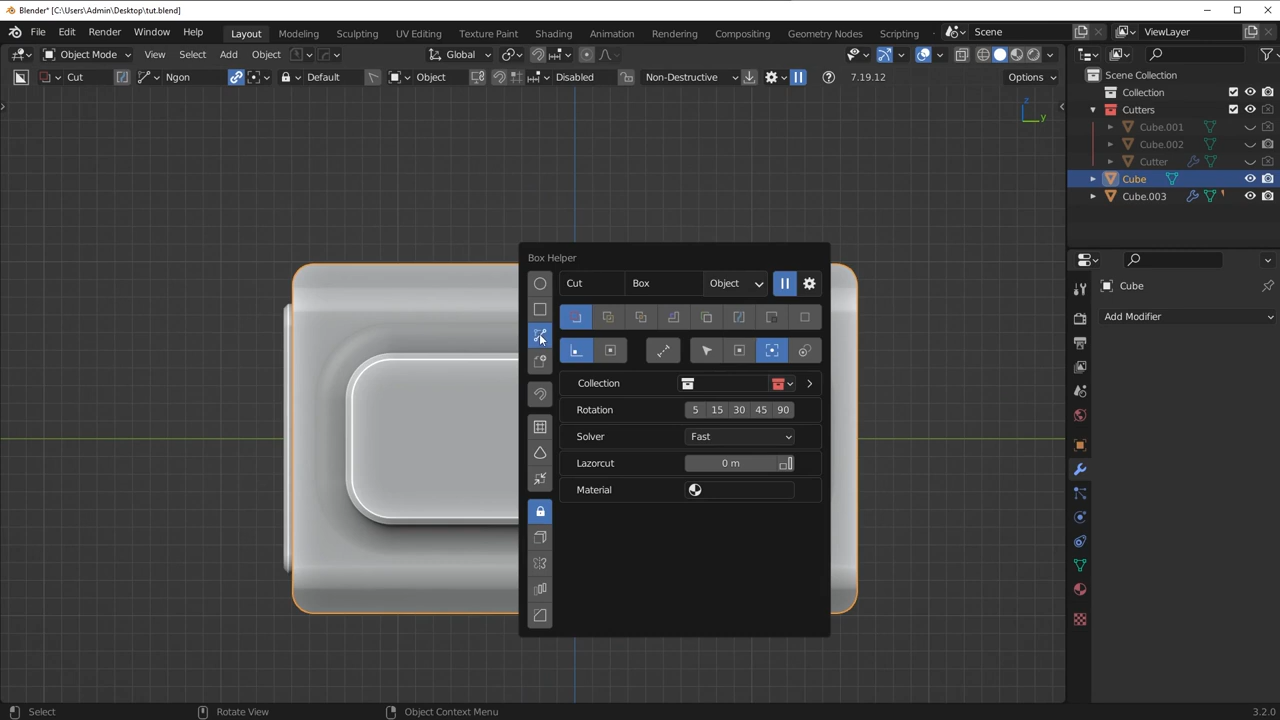 Blender* [C:\Users\Admin\Desktop\tut.blend]
File Edit Render Window Help Layout Modeling Sculpting UV Editing Texture Paint Shading Animation Rendering Compositing Geometry Nodes Scripting Scene ViewLayer
Object Mode View Select Add Object Global
Cut Ngon Default Object Disabled Non-Destructive 7.19.12 Options
Scene Collection
Collection
Cutters
Cube.001
Cube.002
Cutter
Cube
Cube.003
z
y
Box Helper
Cut Box Object
Collection
Rotation 5 15 30 45 90
Solver Fast
Lazorcut 0 m
Material
Cube
Add Modifier
Select Rotate View Object Context Menu 3.2.0